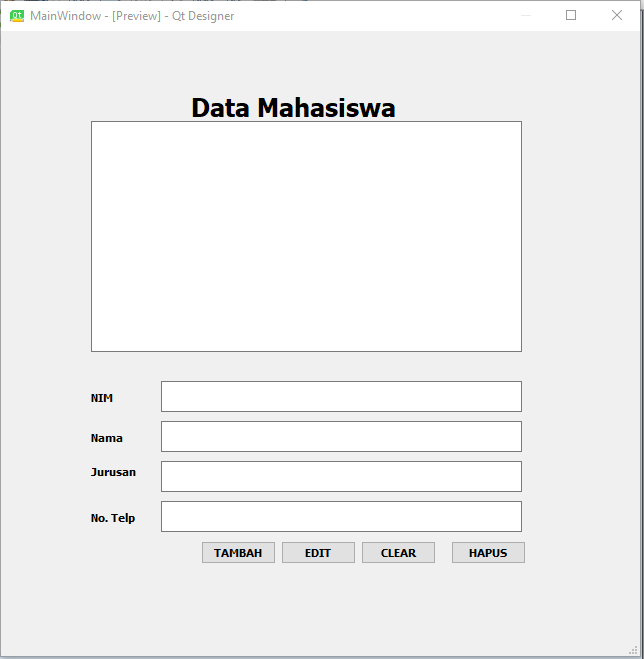 MainWindow - [Preview] - Qt Designer
Data Mahasiswa
NIM
Nama
Jurusan
No. Telp
TAMBAH EDIT CLEAR HAPUS